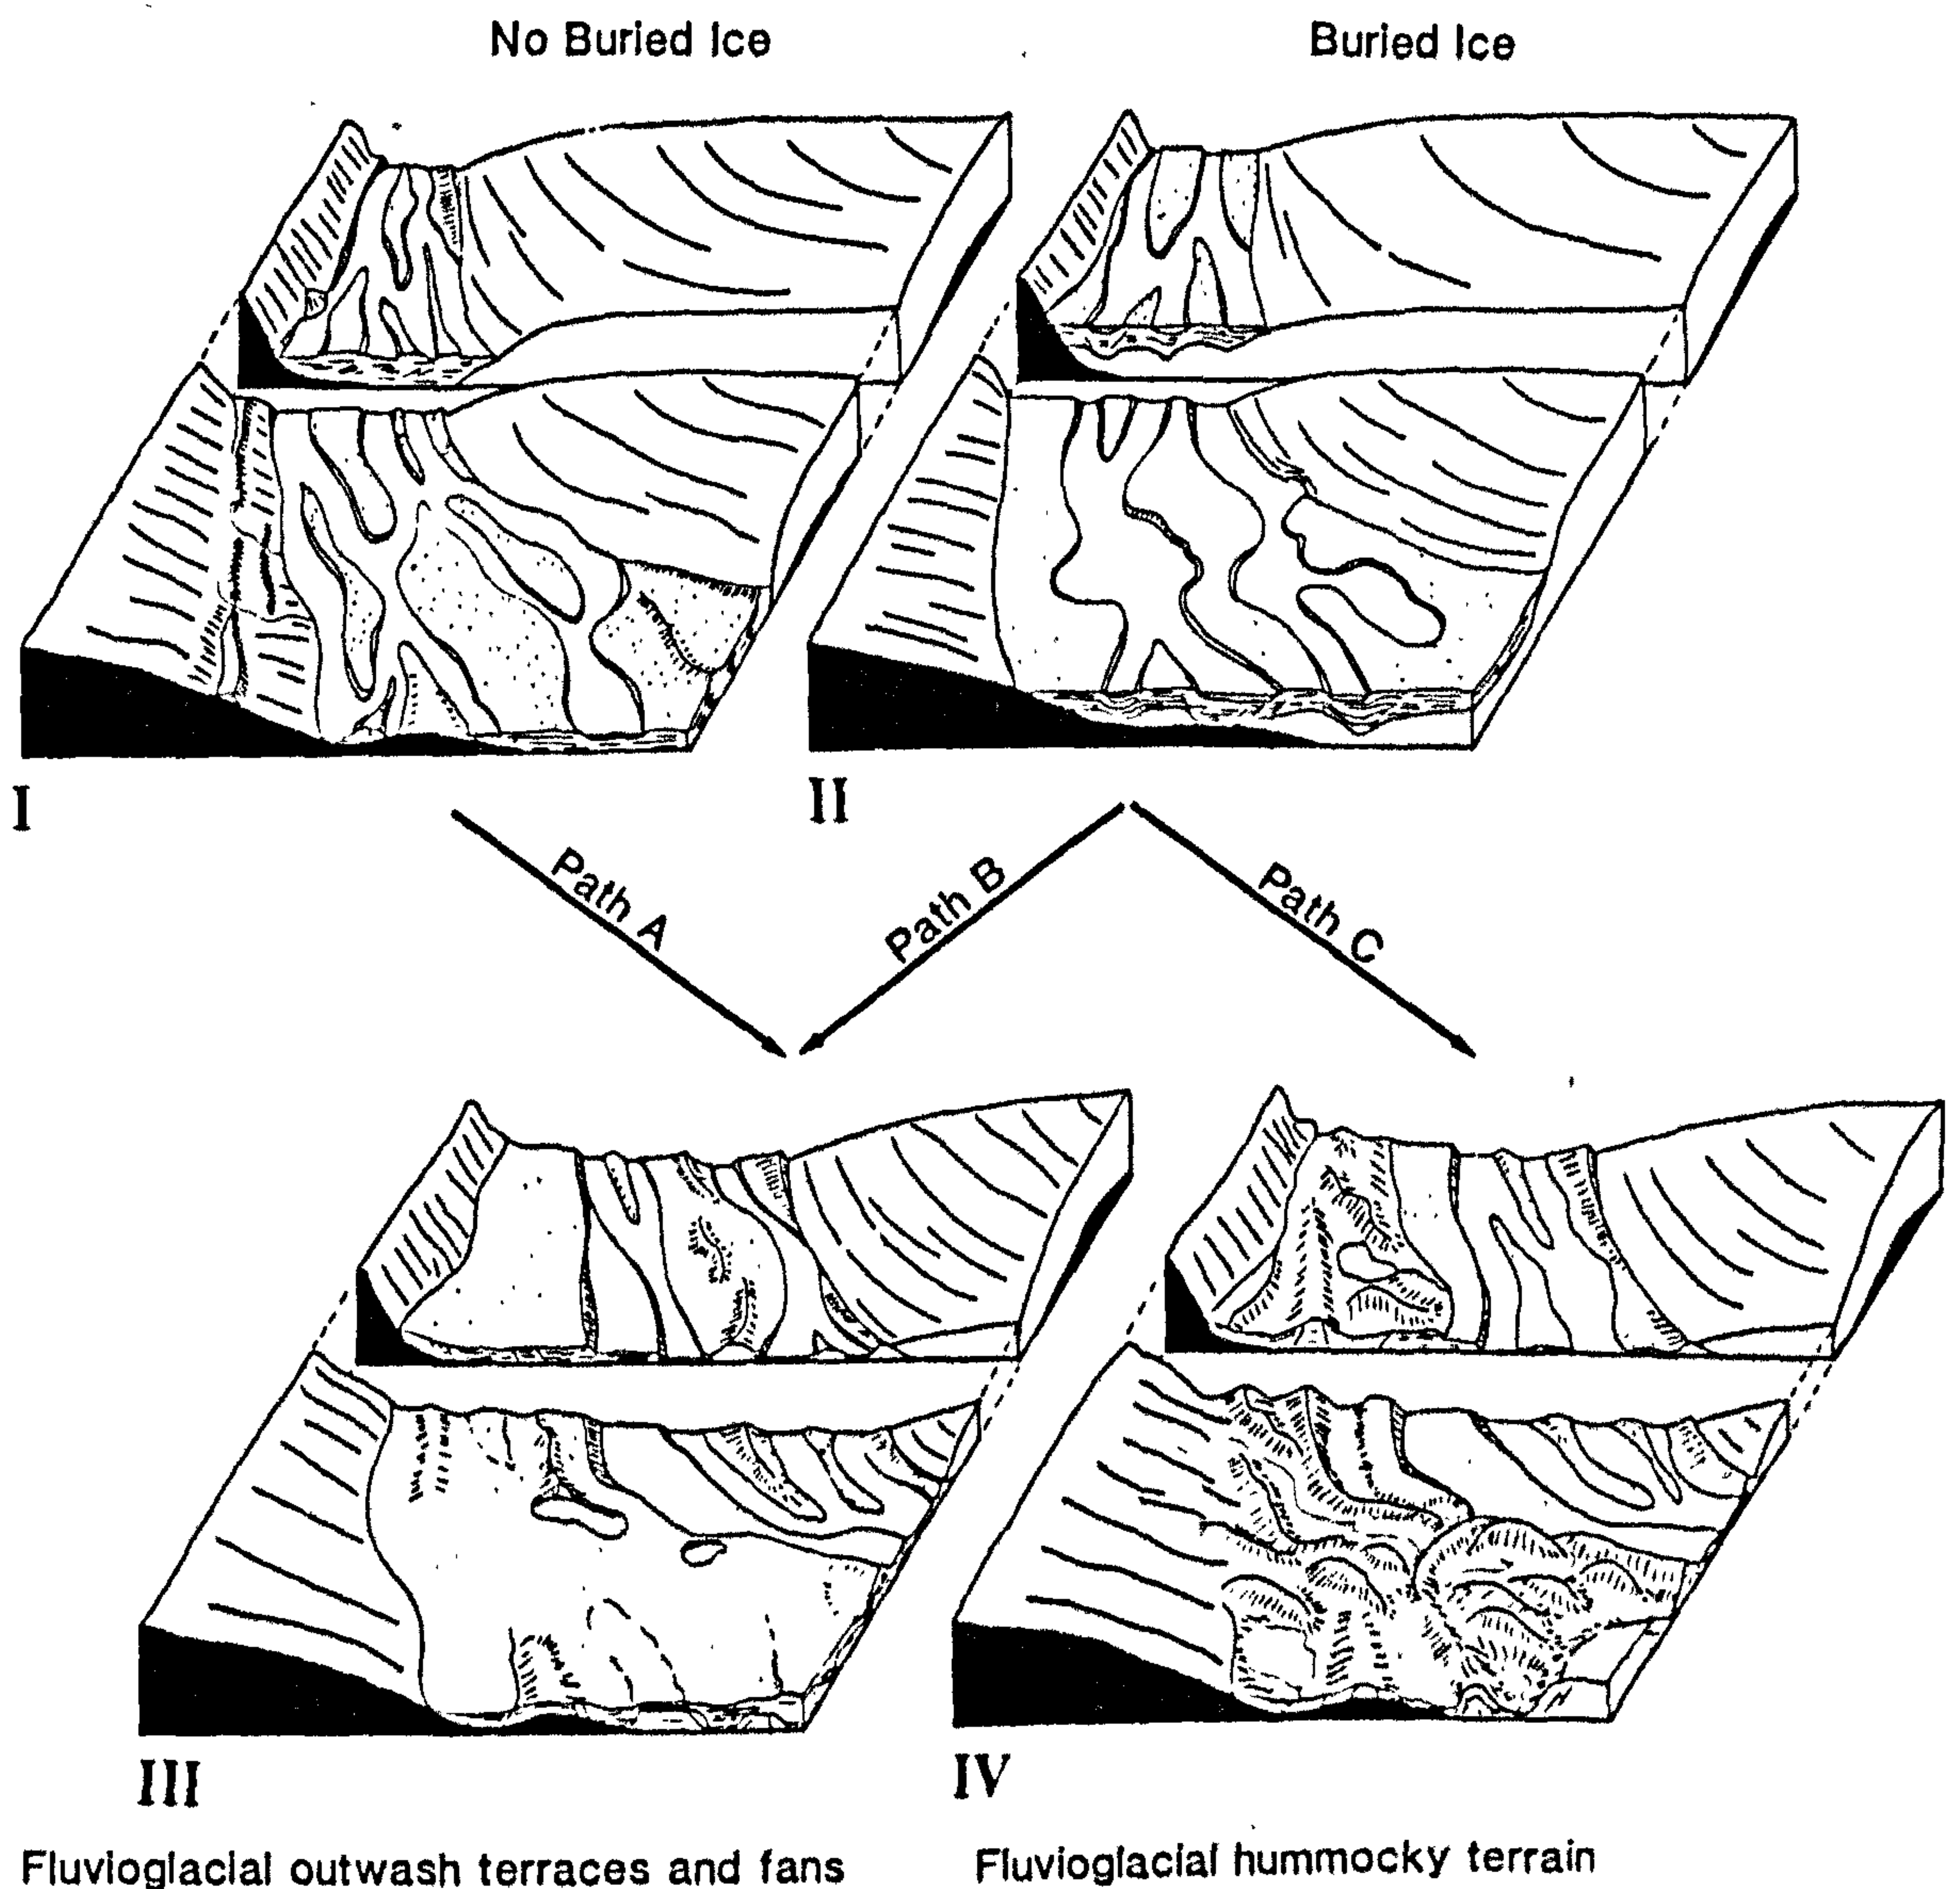 No Buried Ice
Buried Ice
I
II
Path A
Path B
Path C
III
IV
Fluvioglacial outwash terraces and fans
Fluvioglacial hummocky terrain